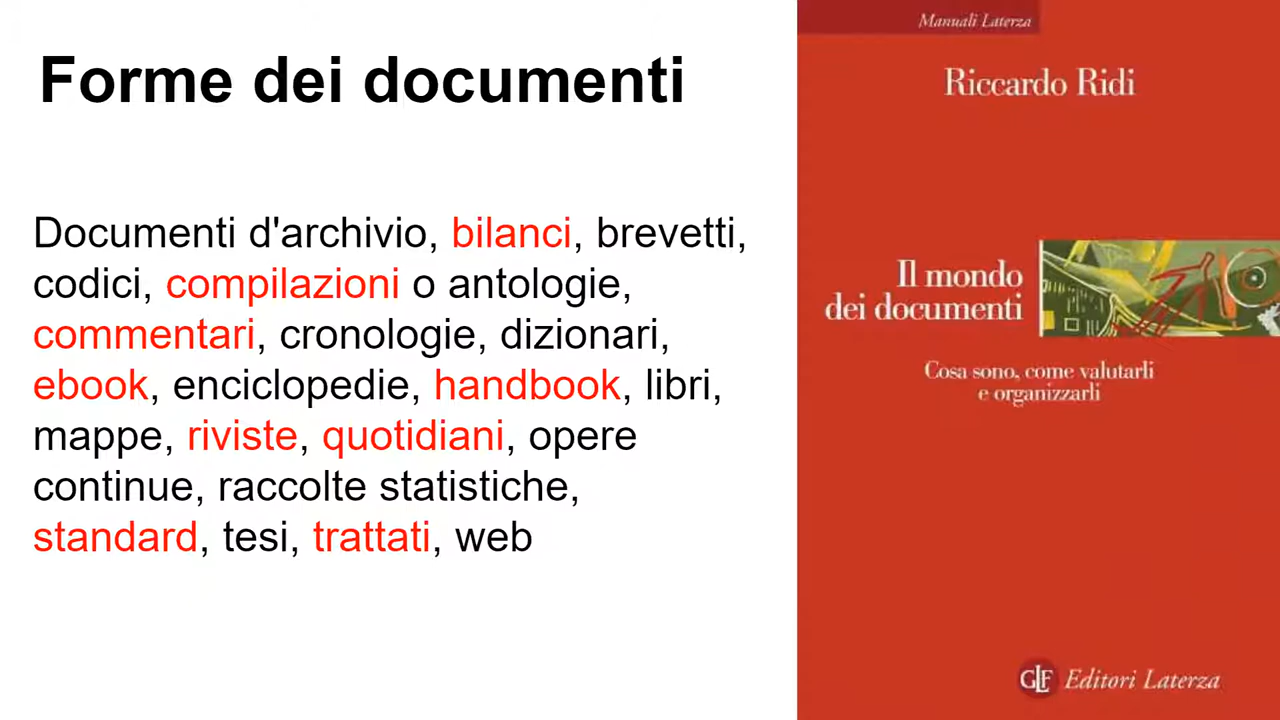 Forme dei documenti
Documenti d'archivio, bilanci, brevetti,
codici, compilazioni o antologie,
commentari, cronologie, dizionari,
ebook, enciclopedie, handbook, libri,
mappe, riviste, quotidiani, opere
continue, raccolte statistiche,
standard, tesi, trattati, web
Manuali Laterza
Riccardo Ridi
Il mondo
dei documenti
Cosa sono, come valutarli
e organizzarli
GLF Editori Laterza